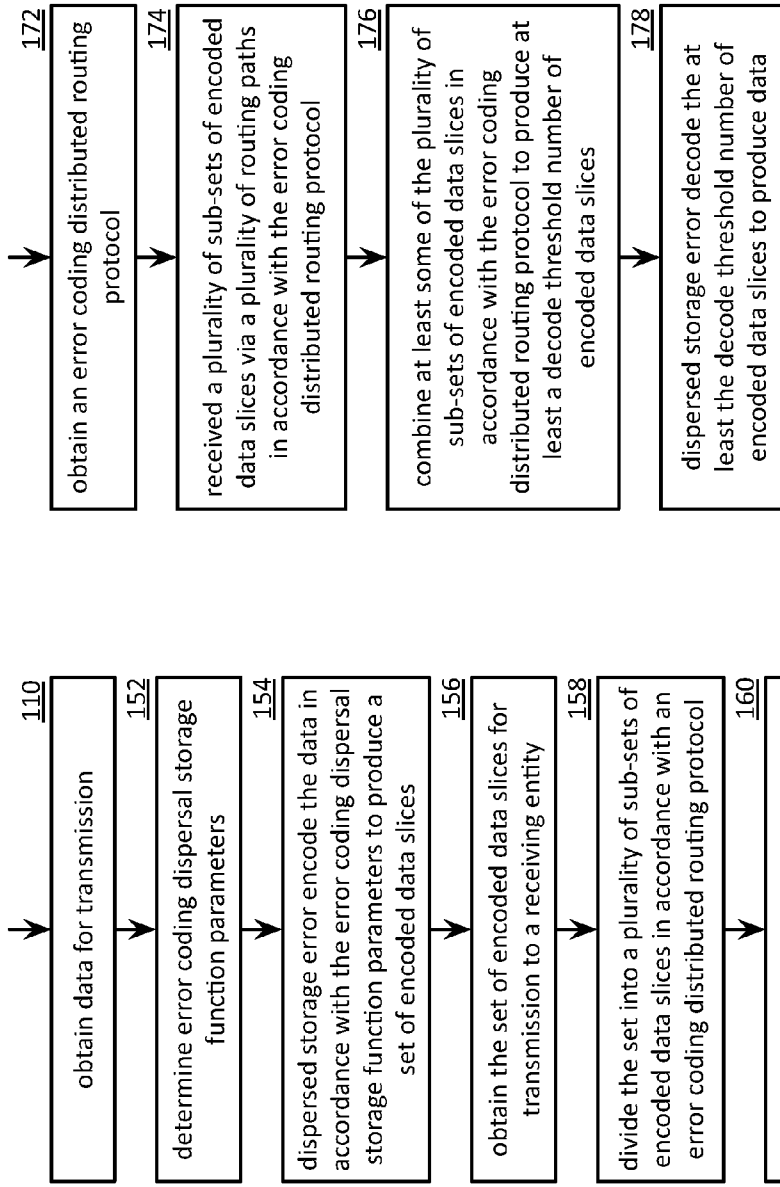 110
obtain data for transmission
152
determine error coding dispersal storage
function parameters
154
dispersed storage error encode the data in
accordance with the error coding dispersal
storage function parameters to produce a
set of encoded data slices
156
obtain the set of encoded data slices for
transmission to a receiving entity
158
divide the set into a plurality of sub-sets of
encoded data slices in accordance with an
error coding distributed routing protocol
160
172
obtain an error coding distributed routing
protocol
174
received a plurality of sub-sets of encoded
data slices via a plurality of routing paths
in accordance with the error coding
distributed routing protocol
176
combine at least some of the plurality of
sub-sets of encoded data slices in
accordance with the error coding
distributed routing protocol to produce at
least a decode threshold number of
encoded data slices
178
dispersed storage error decode the at
least the decode threshold number of
encoded data slices to produce data